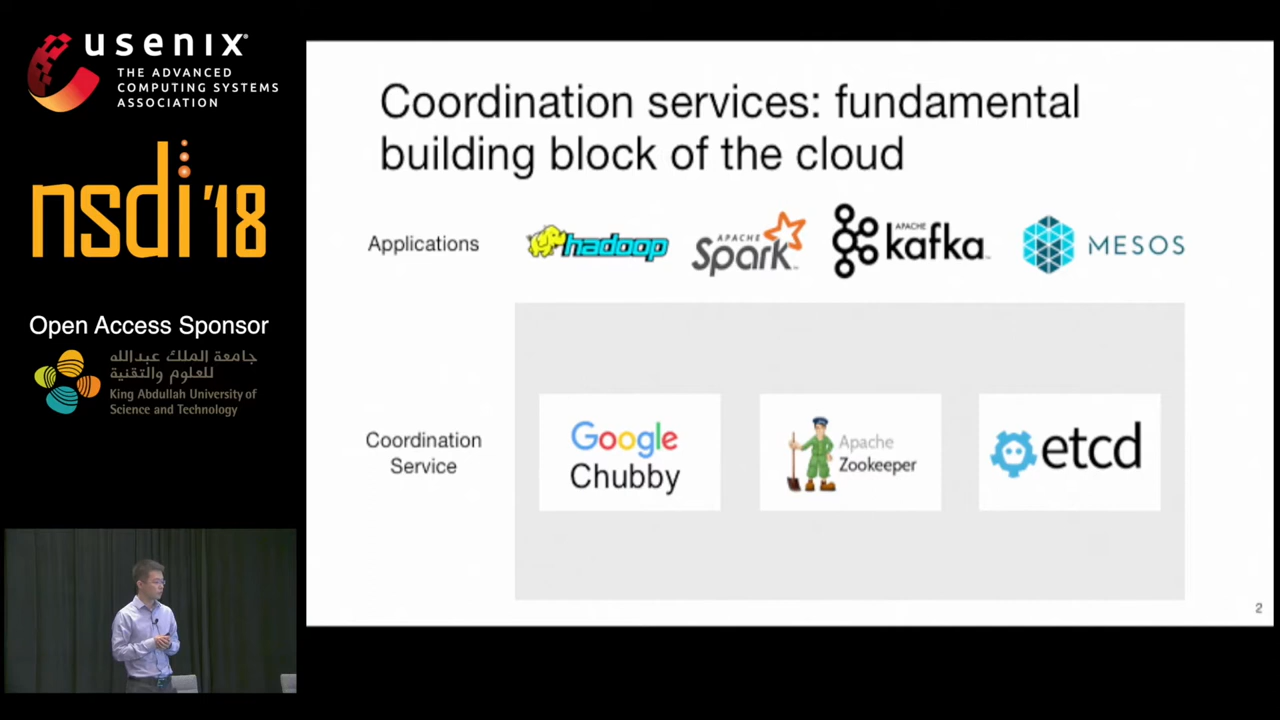 usenix
THE ADVANCED
COMPUTING SYSTEMS
ASSOCIATION
nsdi '18
Open Access Sponsor
جامعة الملك عبدالله
للعلوم والتقنية
King Abdullah University of
Science and Technology
Coordination services: fundamental
building block of the cloud
Applications
hadoop
APACHE
Spark™
APACHE
kafka™
MESOS
Coordination
Service
Google
Chubby
Apache
Zookeeper
etcd
2